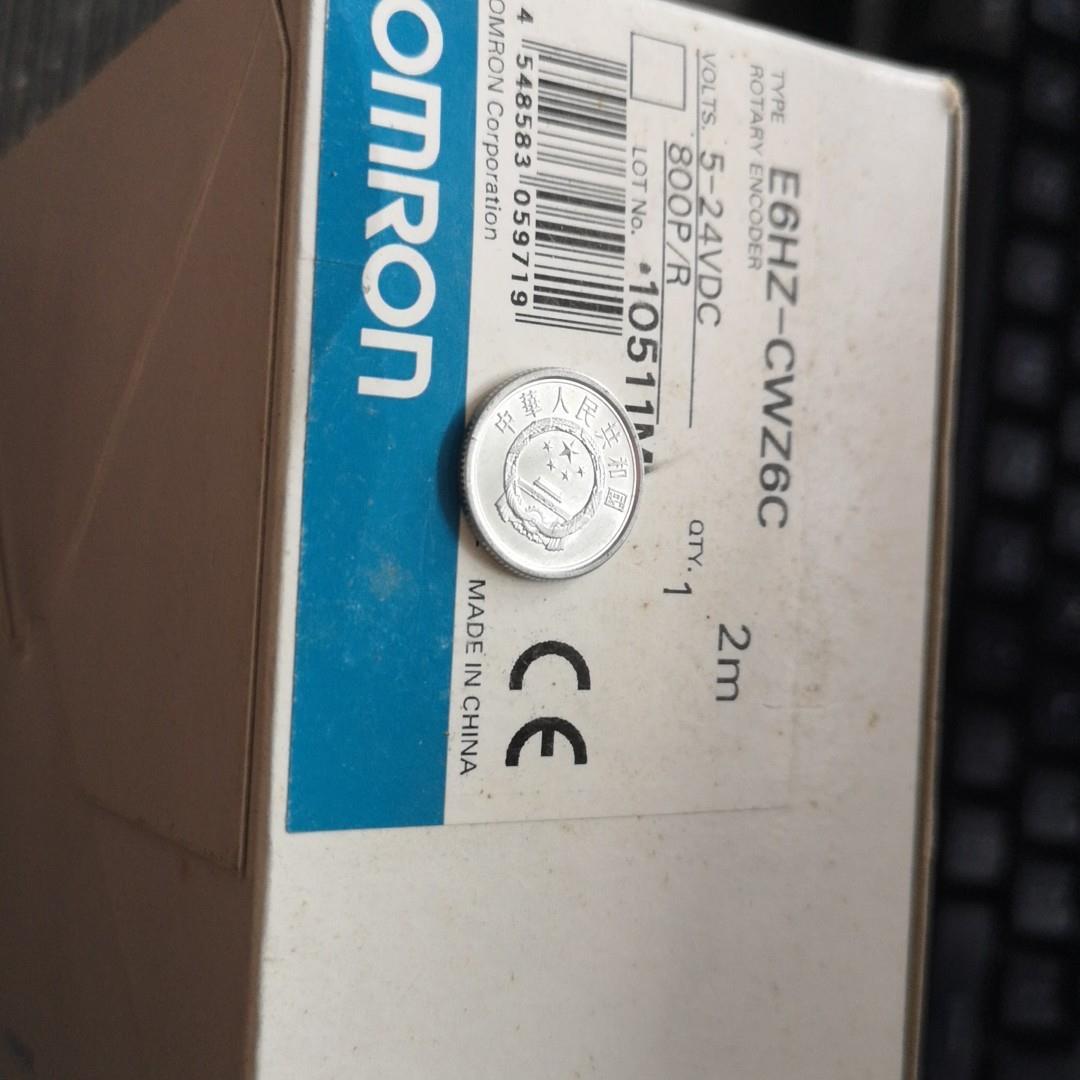 TYPE E6HZ-CWZ6C
ROTARY ENCODER
2m
VOLTS. 5-24VDC
800P/R
QTY. 1
LOT No. •10511M
4 548583 059719
OMRON Corporation
MADE IN CHINA
CE
OMRON
中華人民共和國